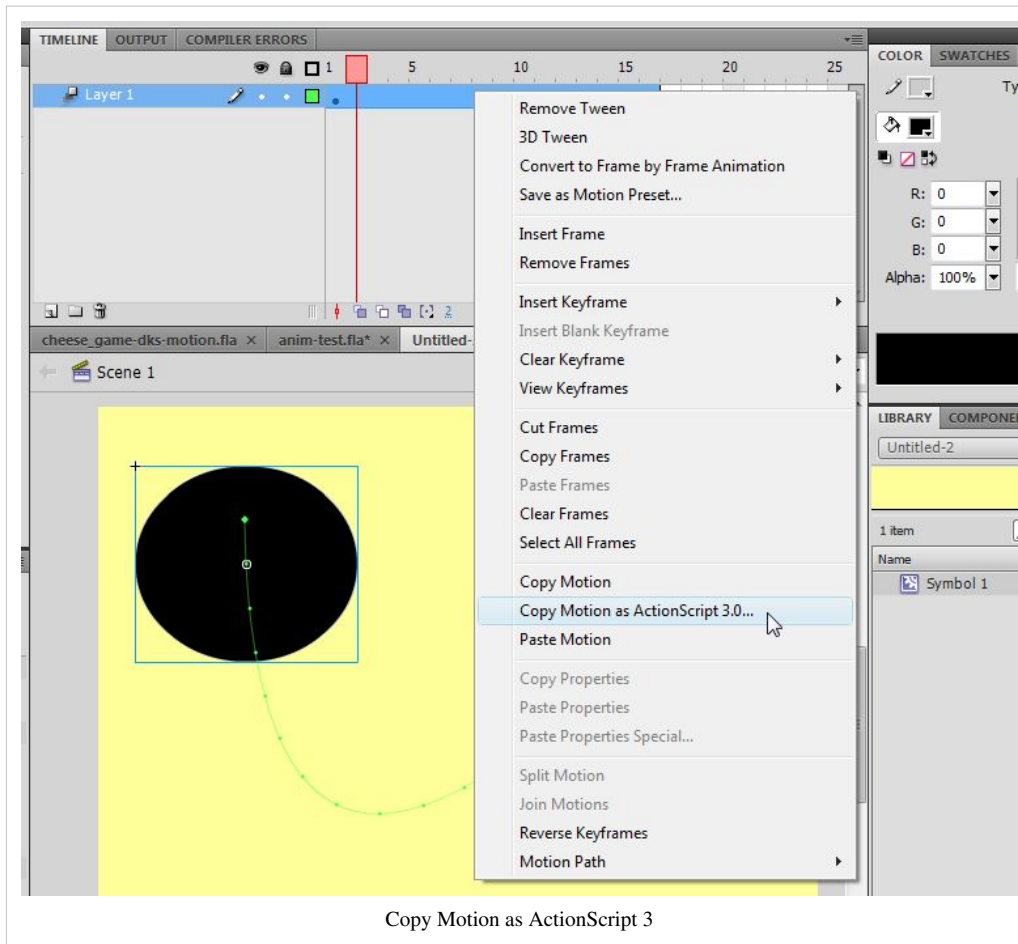 TIMELINE OUTPUT COMPILER ERRORS
1 5 10 15 20 25
Layer 1
cheese_game-dks-motion.fla × anim-test.fla* × Untitled-
Scene 1
Remove Tween
3D Tween
Convert to Frame by Frame Animation
Save as Motion Preset...
Insert Frame
Remove Frames
Insert Keyframe
Insert Blank Keyframe
Clear Keyframe
View Keyframes
Cut Frames
Copy Frames
Paste Frames
Clear Frames
Select All Frames
Copy Motion
Copy Motion as ActionScript 3.0...
Paste Motion
Copy Properties
Paste Properties
Paste Properties Special...
Split Motion
Join Motions
Reverse Keyframes
Motion Path
COLOR SWATCHES
Ty
R: 0
G: 0
B: 0
Alpha: 100%
LIBRARY COMPONE
Untitled-2
1 item
Name
Symbol 1
Copy Motion as ActionScript 3